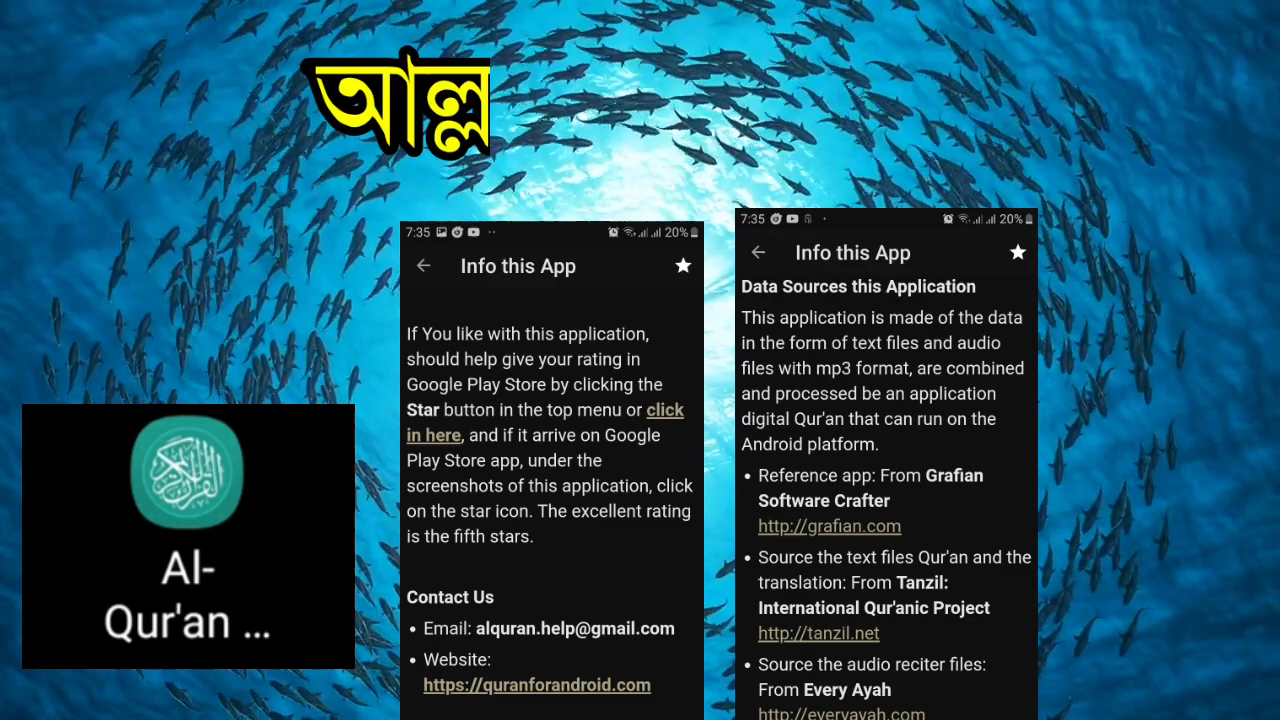 আল্ল
7:35
20%
Info this App
If You like with this application,
should help give your rating in
Google Play Store by clicking the
Star button in the top menu or click
in here, and if it arrive on Google
Play Store app, under the
screenshots of this application, click
on the star icon. The excellent rating
is the fifth stars.
Contact Us
• Email: alquran.help@gmail.com
• Website:
https://quranforandroid.com
7:35
20%
Info this App
Data Sources this Application
This application is made of the data
in the form of text files and audio
files with mp3 format, are combined
and processed be an application
digital Qur'an that can run on the
Android platform.
• Reference app: From Grafian
Software Crafter
http://grafian.com
• Source the text files Qur'an and the
translation: From Tanzil:
International Qur'anic Project
http://tanzil.net
• Source the audio reciter files:
From Every Ayah
http://everyayah.com
Al-
Qur'an ...